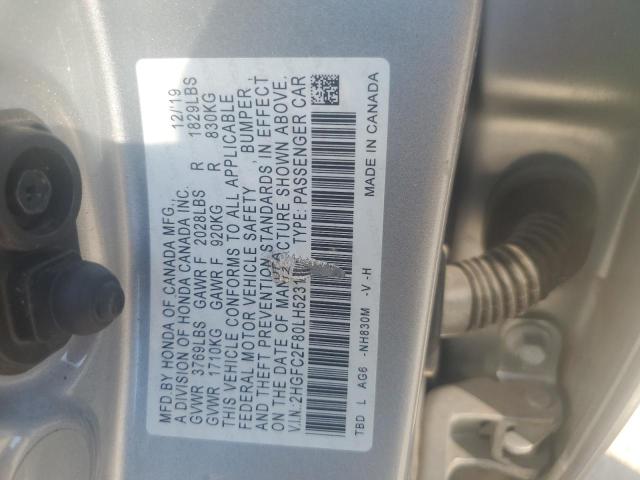 MFD.BY HONDA OF CANADA MFG., 12/19
A DIVISION OF HONDA CANADA INC.
GVWR 3769LBS GAWR F 2028LBS R 1829LBS
GVWR 1710KG GAWR F 920KG R 830KG
THIS VEHICLE CONFORMS TO ALL APPLICABLE
FEDERAL MOTOR VEHICLE SAFETY , BUMPER ,
AND THEFT PREVENTION STANDARDS IN EFFECT
ON THE DATE OF MANUFACTURE SHOWN ABOVE.
V.I.N.:2HGFC2F80LH5231 TYPE: PASSENGER CAR
TBD L AG6 -NH830M -V -H MADE IN CANADA